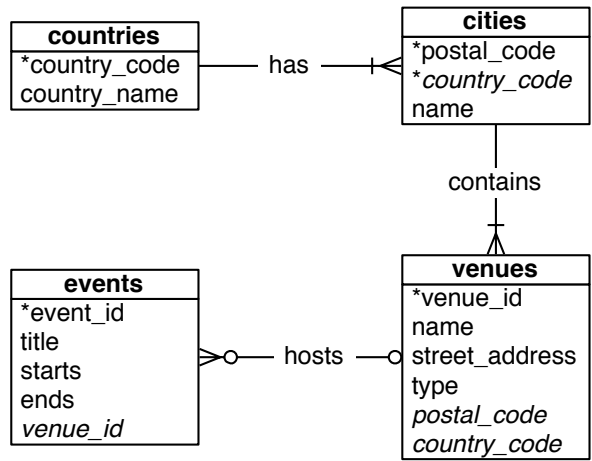 countries
*country_code
country_name
has
cities
*postal_code
*country_code
name
contains
events
*event_id
title
starts
ends
venue_id
hosts
venues
*venue_id
name
street_address
type
postal_code
country_code